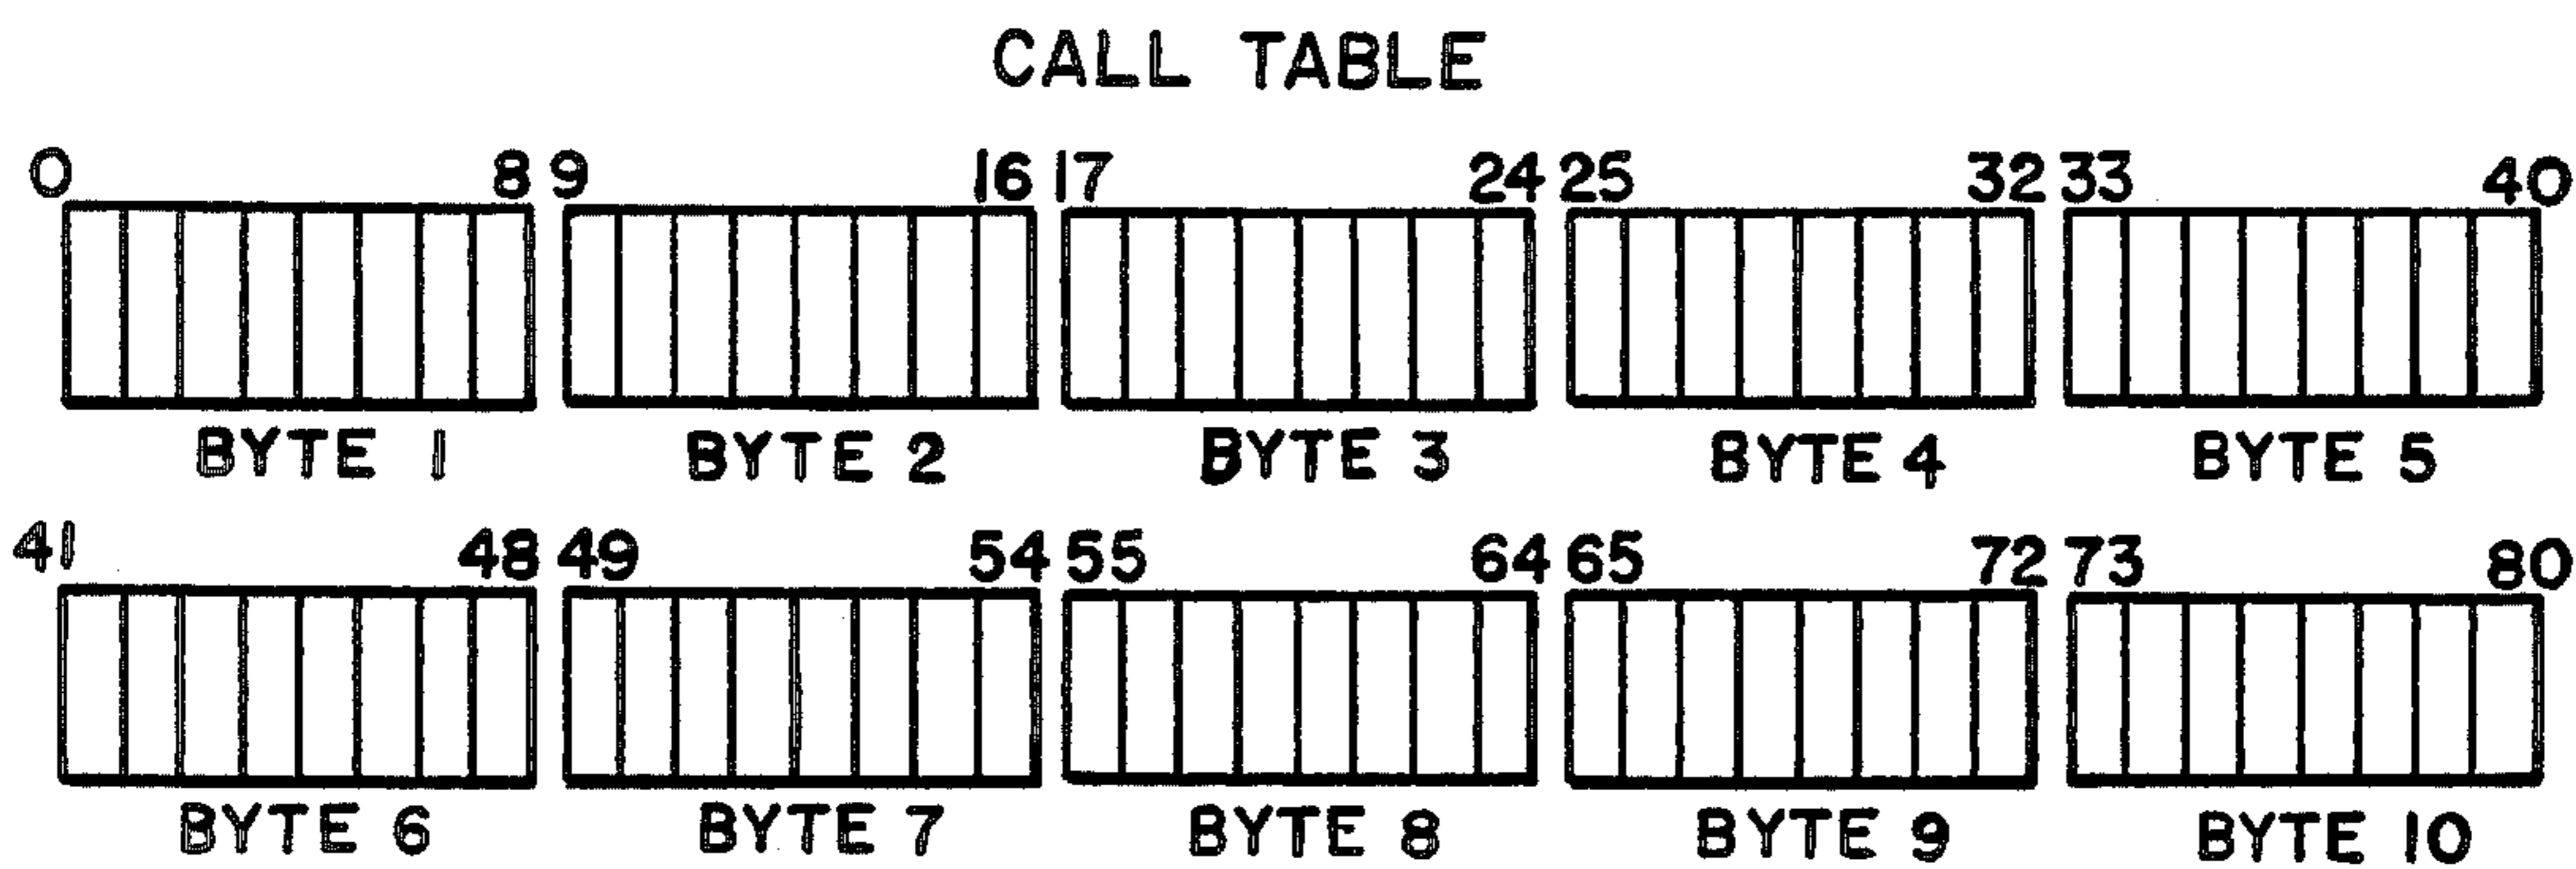 CALL TABLE
0 8 9 16 17 24 25 32 33 40
BYTE 1 BYTE 2 BYTE 3 BYTE 4 BYTE 5
41 48 49 54 55 64 65 72 73 80
BYTE 6 BYTE 7 BYTE 8 BYTE 9 BYTE 10